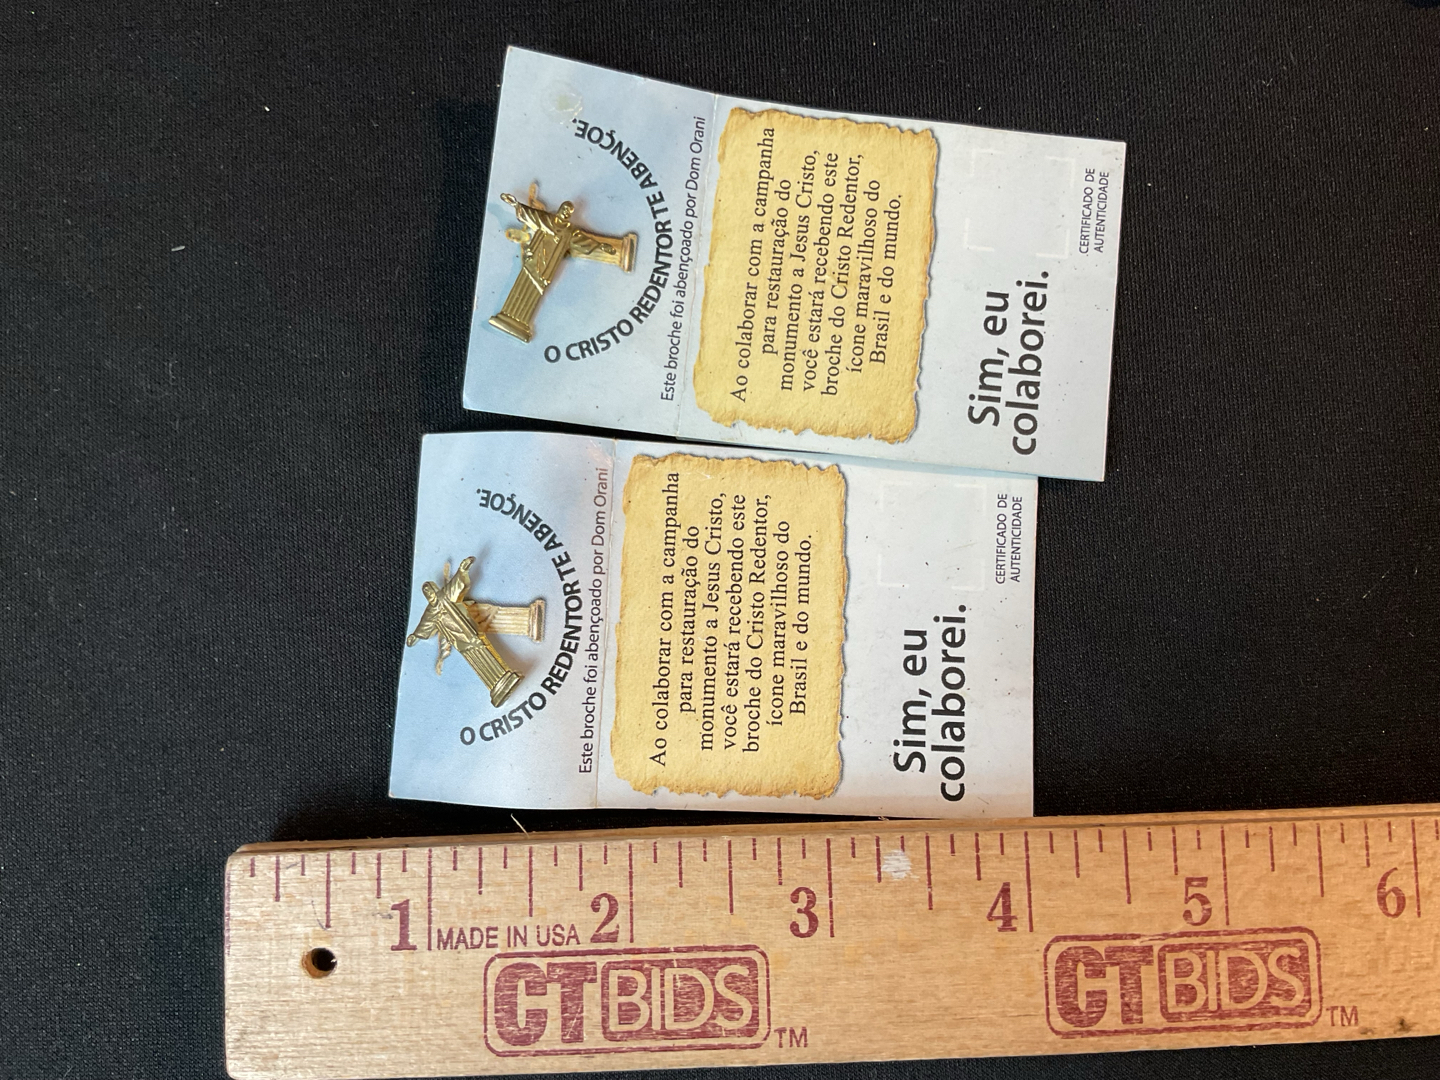 O CRISTO REDENTOR TE ABENÇOE.
Este broche foi abençoado por Dom Orani
Ao colaborar com a campanha
para restauração do
monumento a Jesus Cristo,
você estará recebendo este
broche do Cristo Redentor,
ícone maravilhoso do
Brasil e do mundo.
Sim, eu
colaborei.
CERTIFICADO DE
AUTENTICIDADE
O CRISTO REDENTOR TE ABENÇOE.
Este broche foi abençoado por Dom Orani
Ao colaborar com a campanha
para restauração do
monumento a Jesus Cristo,
você estará recebendo este
broche do Cristo Redentor,
ícone maravilhoso do
Brasil e do mundo.
Sim, eu
colaborei.
CERTIFICADO DE
AUTENTICIDADE
1 2 3 4 5 6
MADE IN USA
CTBIDS TM CTBIDS TM